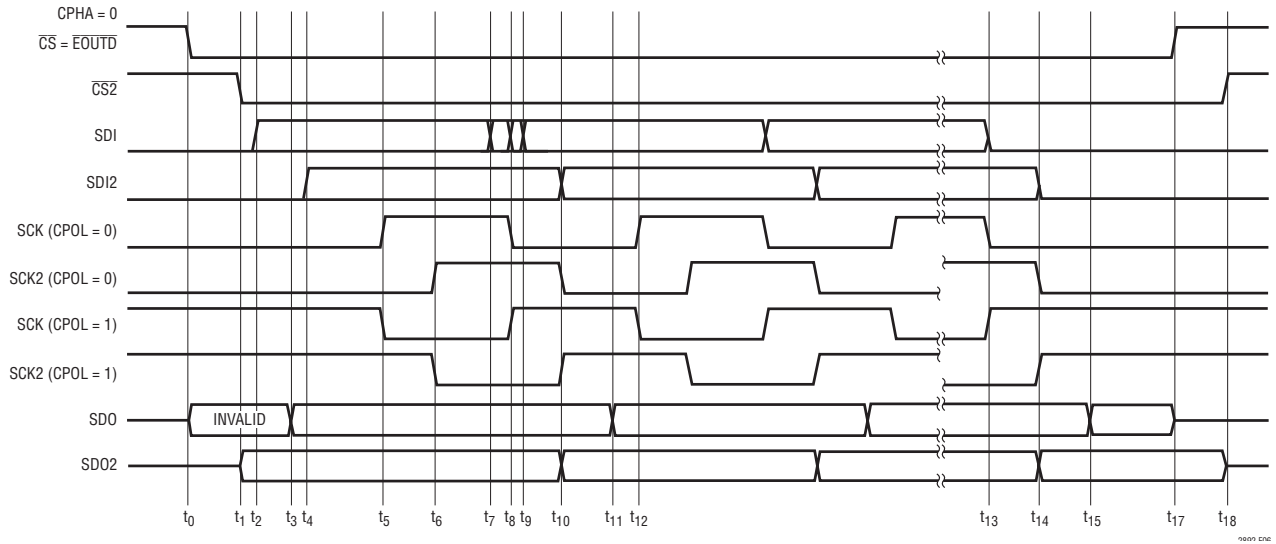 CPHA = 0
CS = EOUTD
CS2
SDI
SDI2
SCK (CPOL = 0)
SCK2 (CPOL = 0)
SCK (CPOL = 1)
SCK2 (CPOL = 1)
SDO
INVALID
SDO2
t0 t1 t2 t3 t4 t5 t6 t7 t8 t9 t10 t11 t12 t13 t14 t15 t17 t18
2892 F06